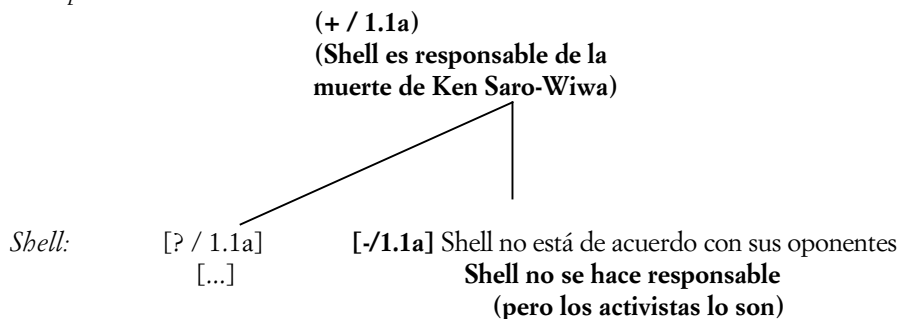 (+ / 1.1a)
(Shell es responsable de la
muerte de Ken Saro-Wiwa)
Shell: [? / 1.1a] [-/1.1a] Shell no está de acuerdo con sus oponentes
[...] Shell no se hace responsable
(pero los activistas lo son)